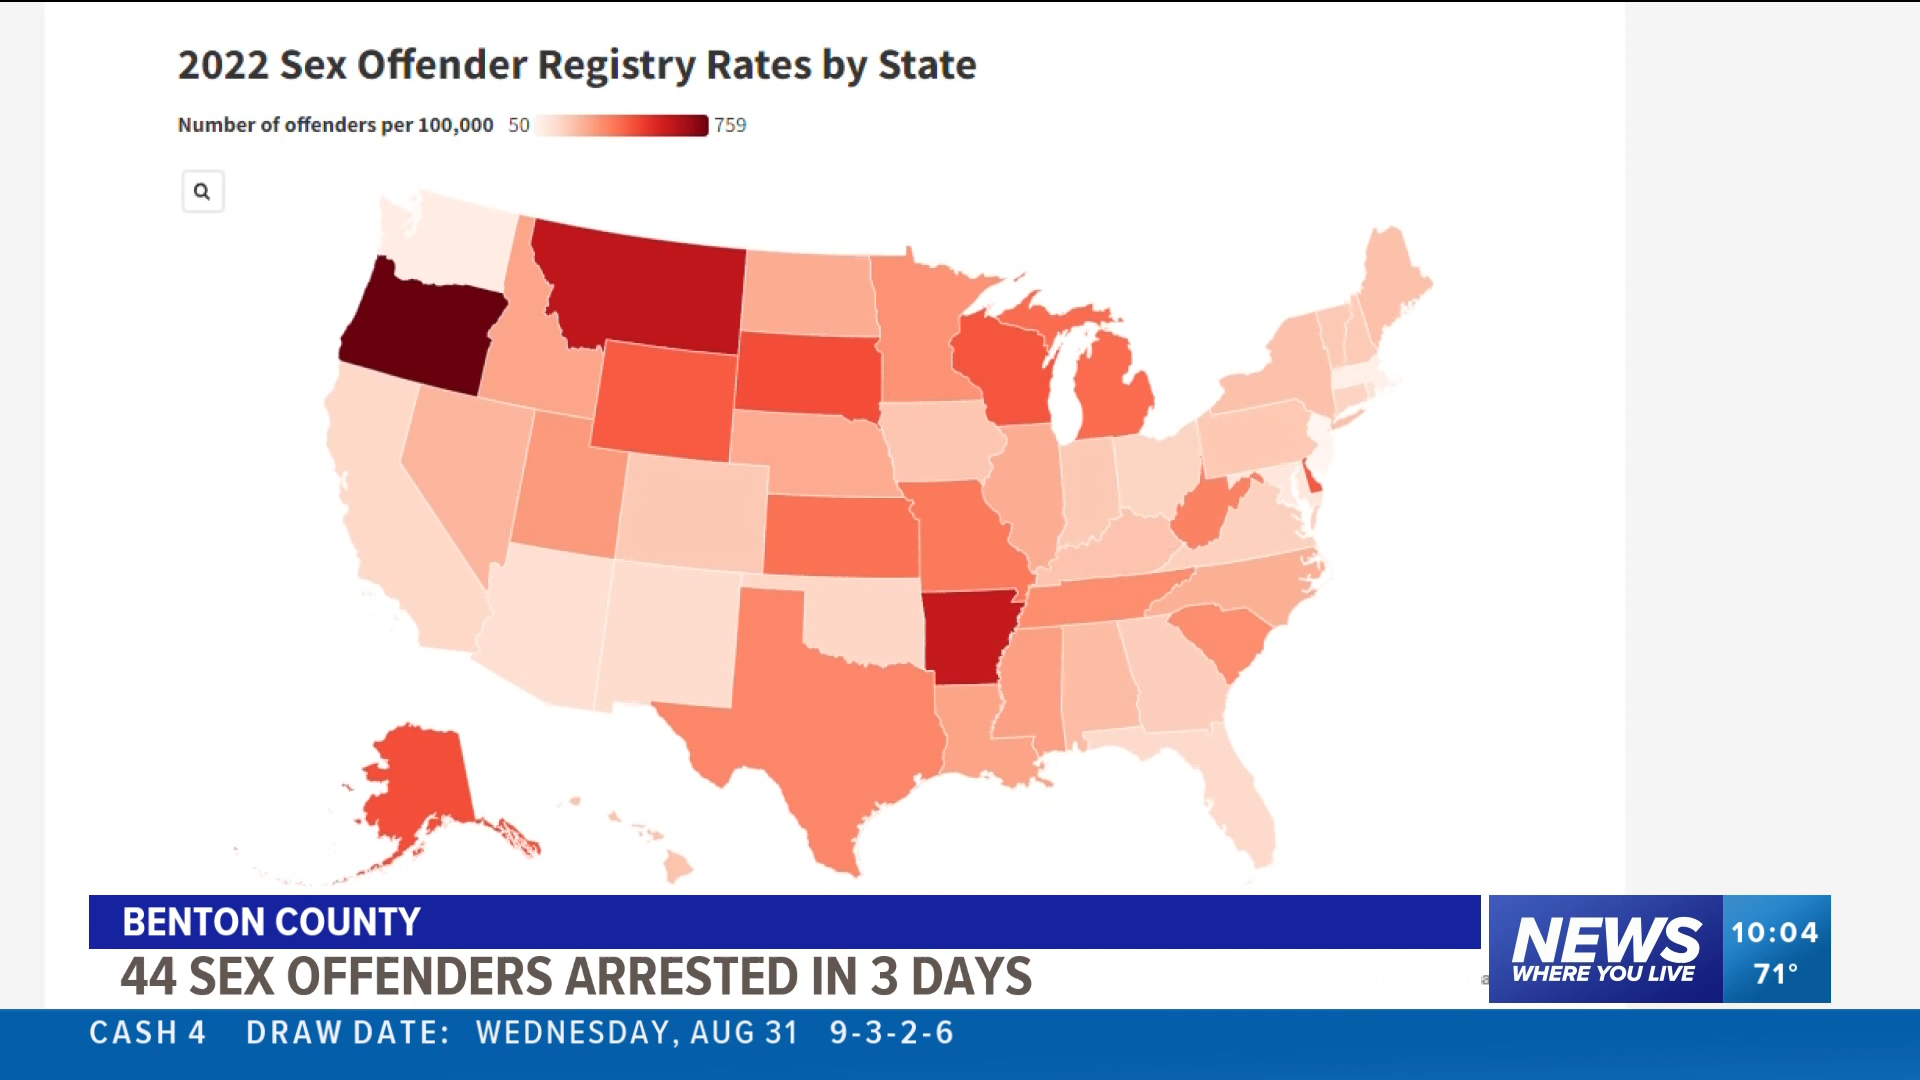 2022 Sex Offender Registry Rates by State
Number of offenders per 100,000 50 759
BENTON COUNTY
44 SEX OFFENDERS ARRESTED IN 3 DAYS
NEWS
WHERE YOU LIVE
10:04
71°
CASH 4 DRAW DATE: WEDNESDAY, AUG 31 9-3-2-6